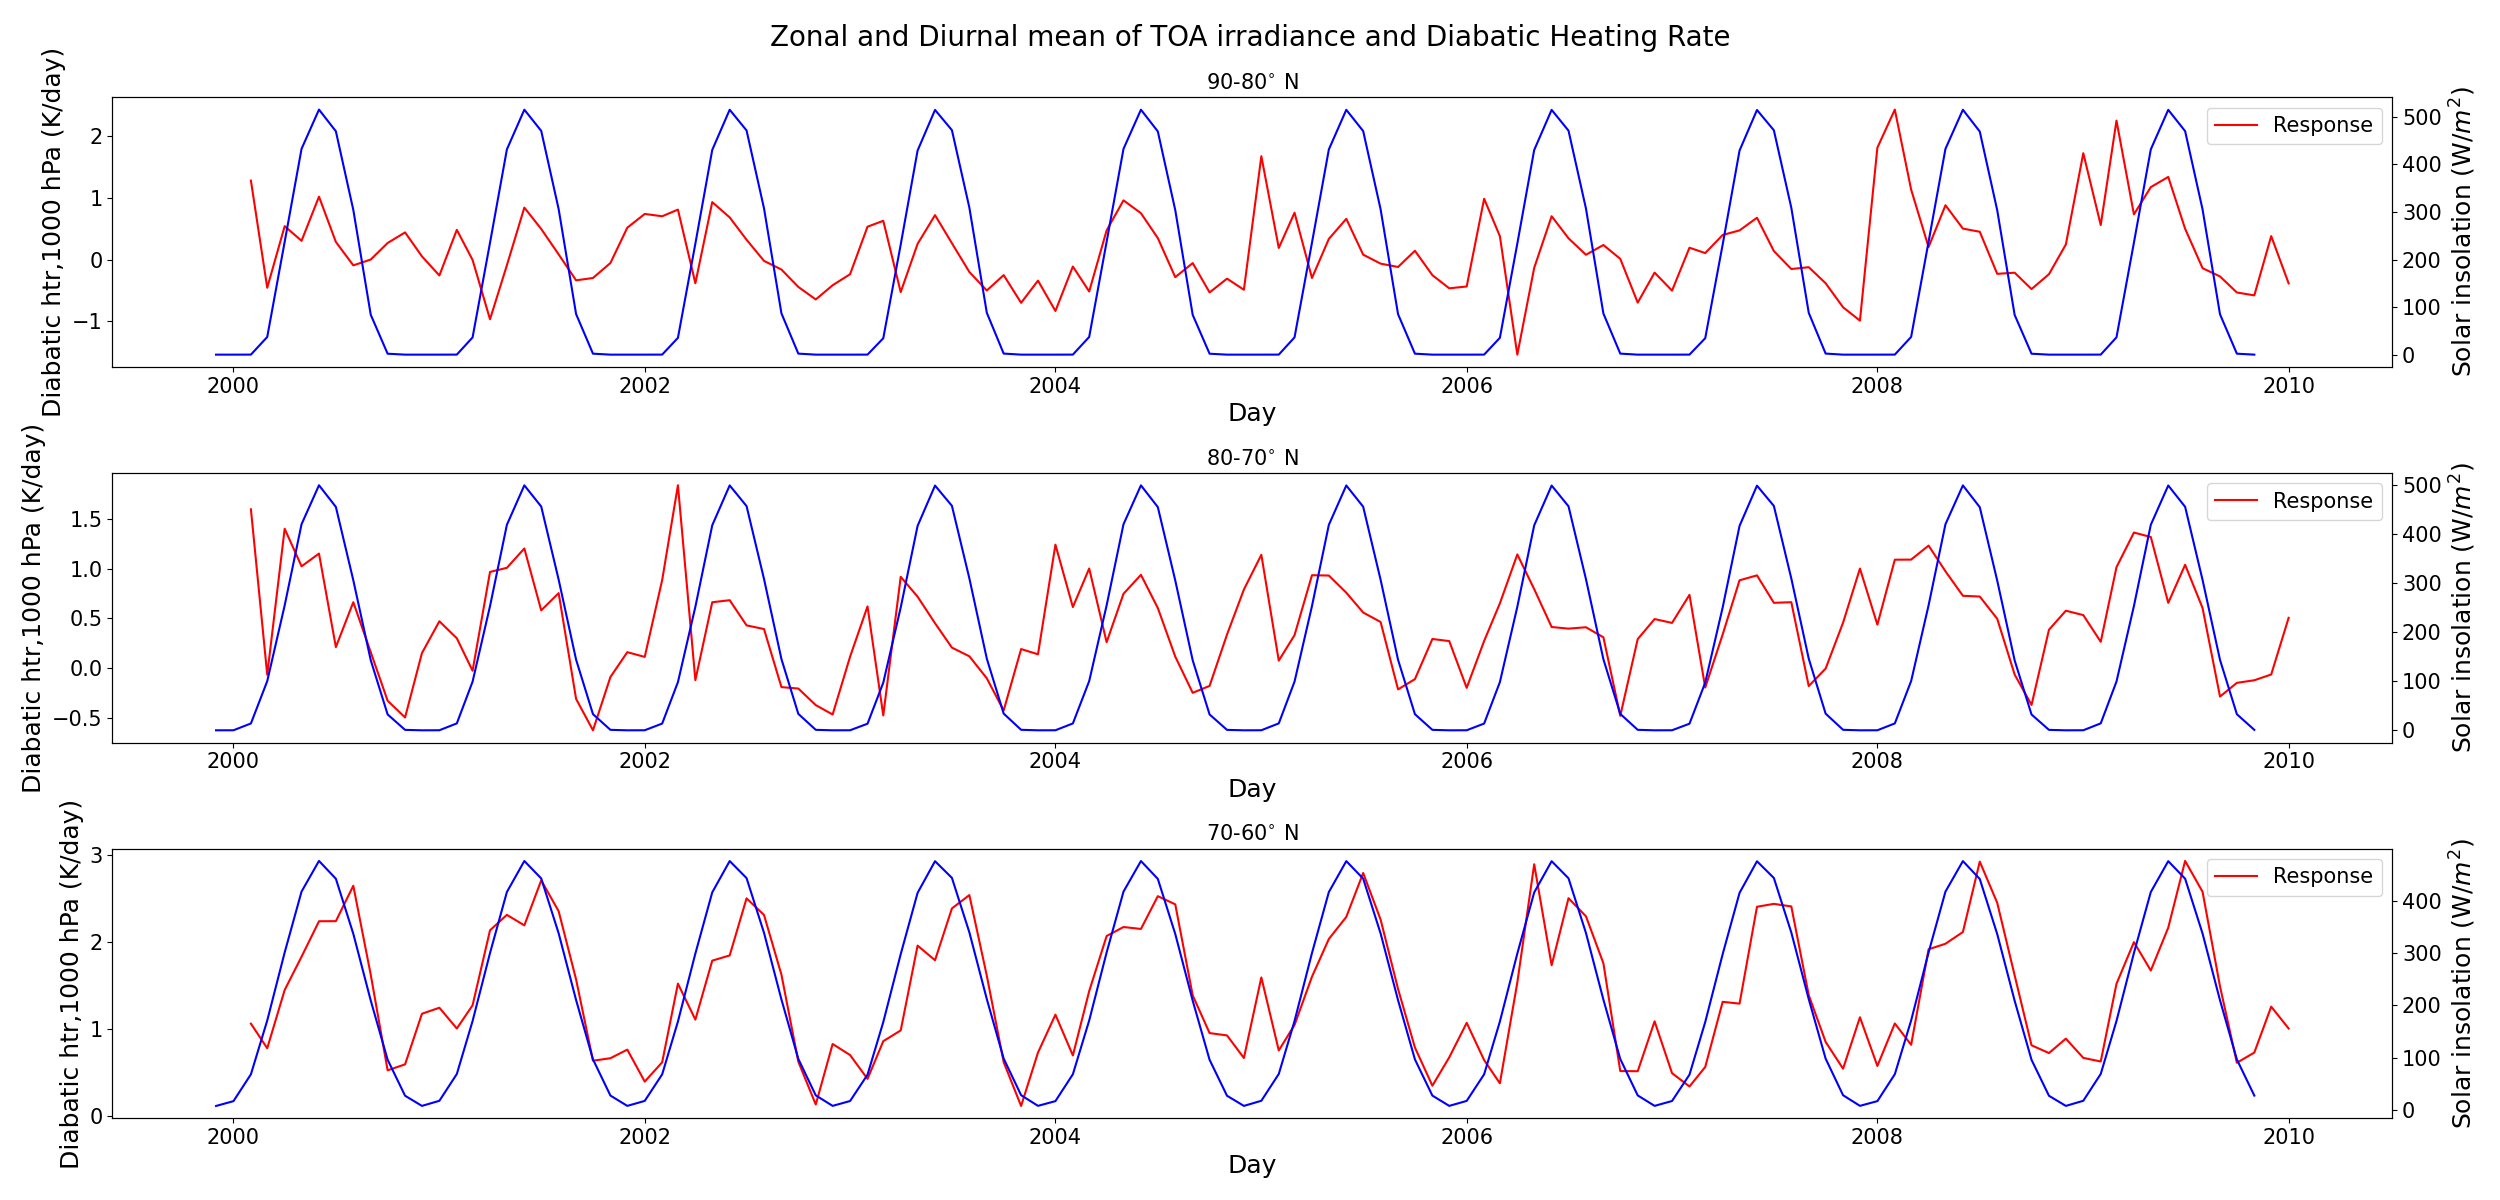 Zonal and Diurnal mean of TOA irradiance and Diabatic Heating Rate
90-80° N
Diabatic htr,1000 hPa (K/day)
2
1
0
−1
Response
500
400
300
200
100
0
Solar insolation (W/m²)
2000 2002 2004 2006 2008 2010
Day
80-70° N
Diabatic htr,1000 hPa (K/day)
1.5
1.0
0.5
0.0
−0.5
Response
500
400
300
200
100
0
Solar insolation (W/m²)
2000 2002 2004 2006 2008 2010
Day
70-60° N
Diabatic htr,1000 hPa (K/day)
3
2
1
0
Response
400
300
200
100
0
Solar insolation (W/m²)
2000 2002 2004 2006 2008 2010
Day